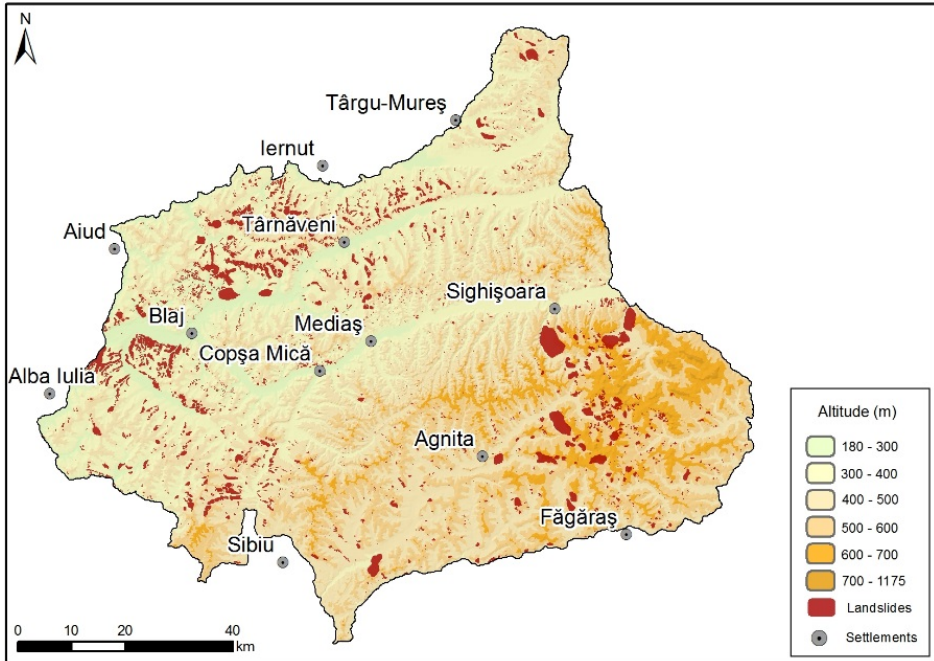 N
Târgu-Mureş
Iernut
Târnăveni
Aiud
Sighişoara
Blaj
Mediaş
Copşa Mică
Alba Iulia
Agnita
Făgăraş
Sibiu
0 10 20 40
km
Altitude (m)
180 - 300
300 - 400
400 - 500
500 - 600
600 - 700
700 - 1175
Landslides
Settlements